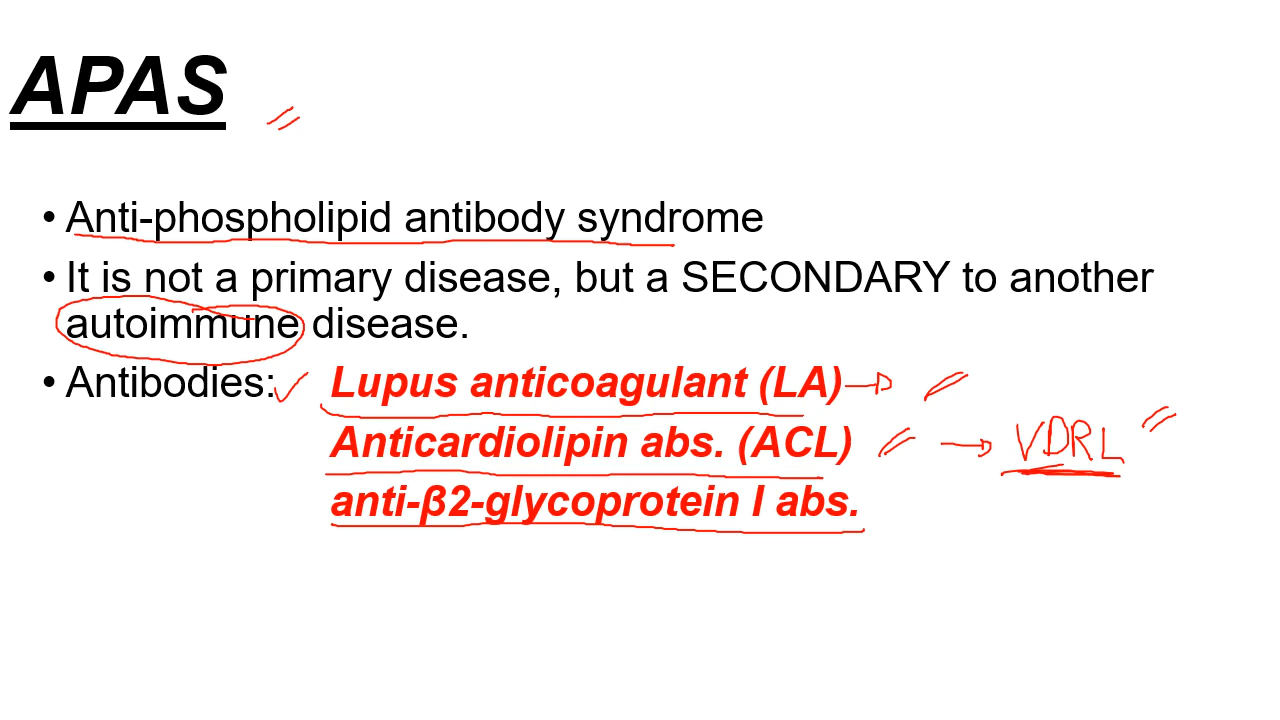 APAS
• Anti-phospholipid antibody syndrome
• It is not a primary disease, but a SECONDARY to another
autoimmune disease.
• Antibodies: Lupus anticoagulant (LA)
Anticardiolipin abs. (ACL) → VDRL
anti-β2-glycoprotein I abs.